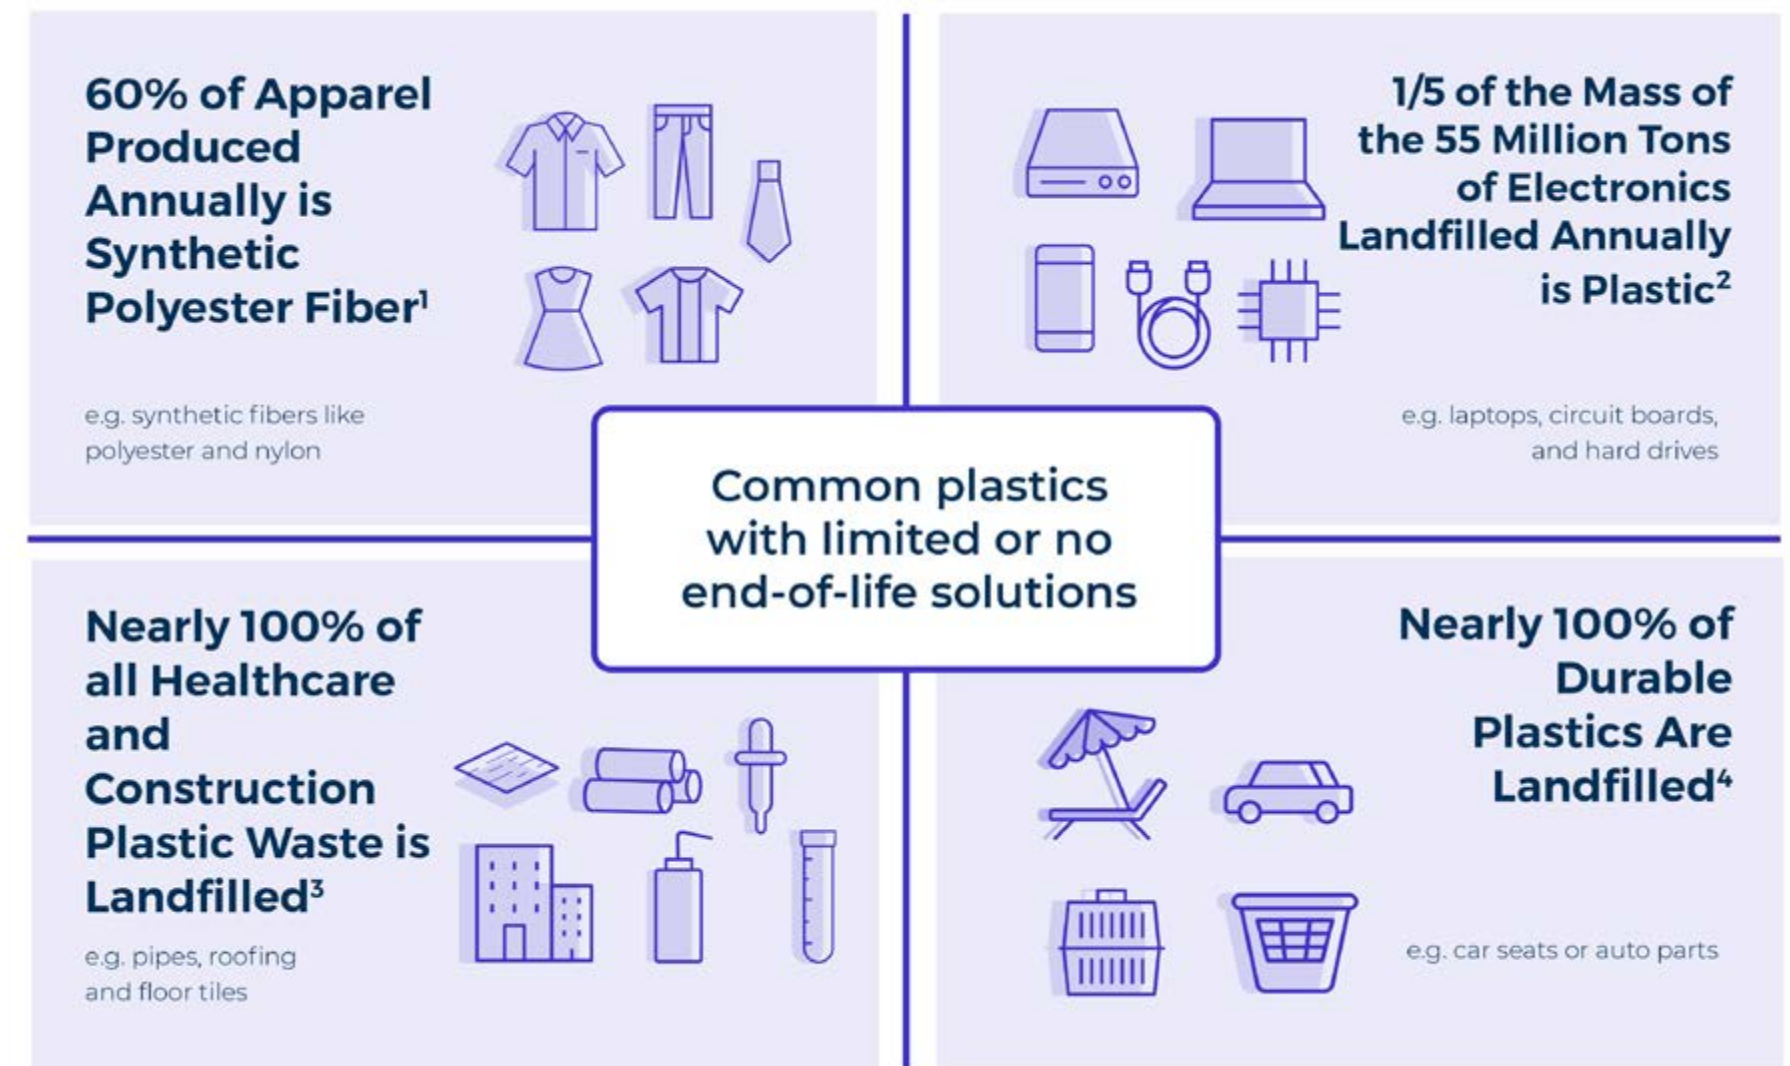 60% of Apparel
Produced
Annually is
Synthetic
Polyester Fiber¹
e.g. synthetic fibers like
polyester and nylon
1/5 of the Mass of
the 55 Million Tons
of Electronics
Landfilled Annually
is Plastic²
e.g. laptops, circuit boards,
and hard drives
Common plastics
with limited or no
end-of-life solutions
Nearly 100% of
all Healthcare
and
Construction
Plastic Waste is
Landfilled³
e.g. pipes, roofing
and floor tiles
Nearly 100% of
Durable
Plastics Are
Landfilled⁴
e.g. car seats or auto parts